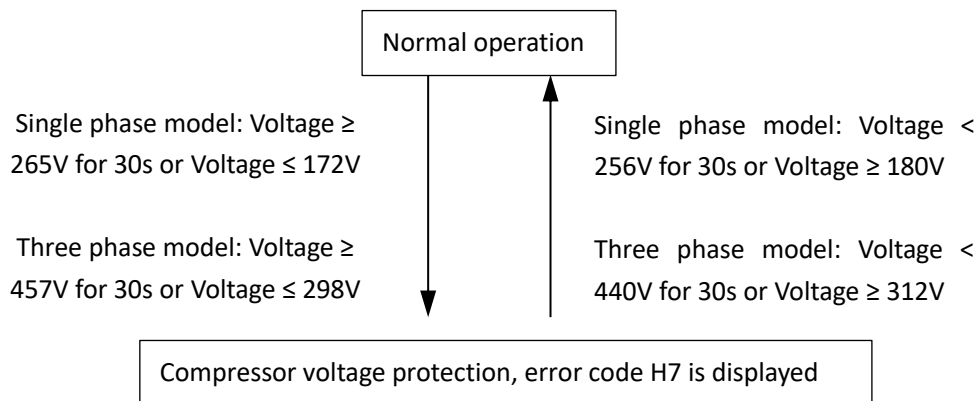 Normal operation
Single phase model: Voltage ≥
265V for 30s or Voltage ≤ 172V
Three phase model: Voltage ≥
457V for 30s or Voltage ≤ 298V
Single phase model: Voltage <
256V for 30s or Voltage ≥ 180V
Three phase model: Voltage <
440V for 30s or Voltage ≥ 312V
Compressor voltage protection, error code H7 is displayed